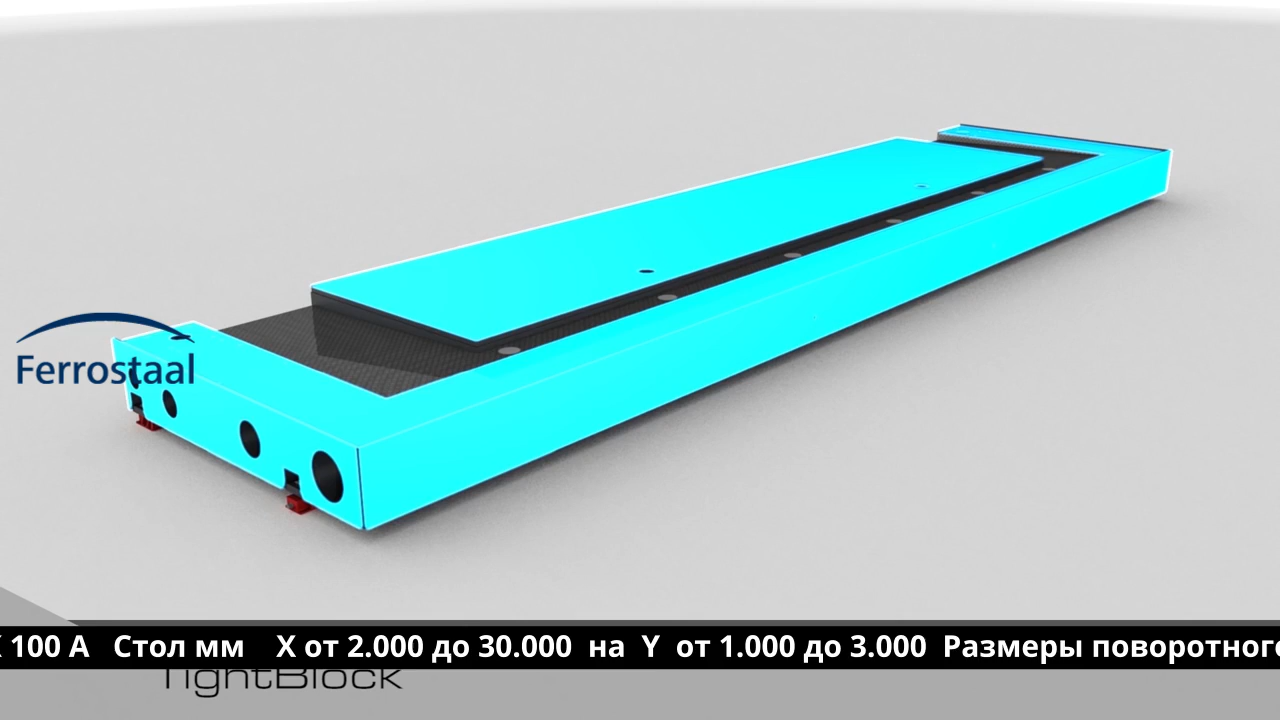 Ferrostaal
100 A Стол мм X от 2.000 до 30.000 на Y от 1.000 до 3.000 Размеры поворотного
TightBlock